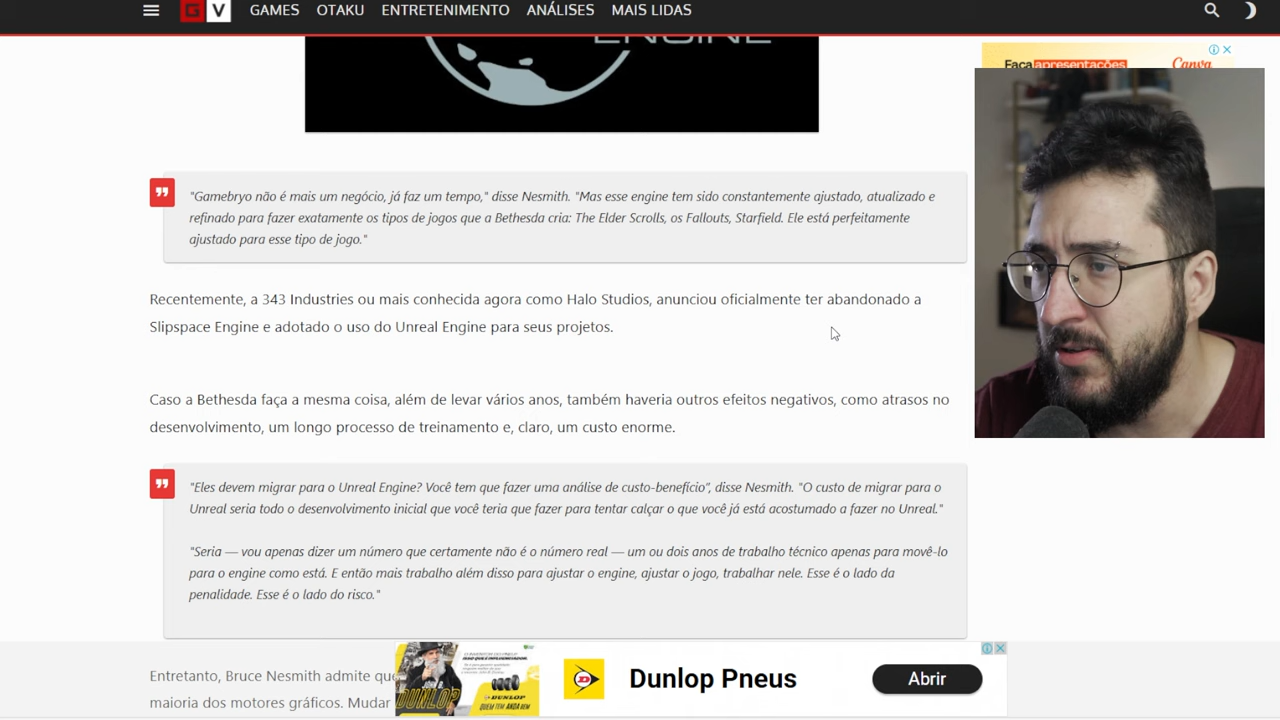 G V GAMES OTAKU ENTRETENIMENTO ANÁLISES MAIS LIDAS
ENGINE
Faça apresentações Canva
"Gamebryo não é mais um negócio, já faz um tempo," disse Nesmith. "Mas esse engine tem sido constantemente ajustado, atualizado e
refinado para fazer exatamente os tipos de jogos que a Bethesda cria: The Elder Scrolls, os Fallouts, Starfield. Ele está perfeitamente
ajustado para esse tipo de jogo."
Recentemente, a 343 Industries ou mais conhecida agora como Halo Studios, anunciou oficialmente ter abandonado a
Slipspace Engine e adotado o uso do Unreal Engine para seus projetos.
Caso a Bethesda faça a mesma coisa, além de levar vários anos, também haveria outros efeitos negativos, como atrasos no
desenvolvimento, um longo processo de treinamento e, claro, um custo enorme.
"Eles devem migrar para o Unreal Engine? Você tem que fazer uma análise de custo-benefício", disse Nesmith. "O custo de migrar para o
Unreal seria todo o desenvolvimento inicial que você teria que fazer para tentar calçar o que você já está acostumado a fazer no Unreal."
"Seria — vou apenas dizer um número que certamente não é o número real — um ou dois anos de trabalho técnico apenas para movê-lo
para o engine como está. E então mais trabalho além disso para ajustar o engine, ajustar o jogo, trabalhar nele. Esse é o lado da
penalidade. Esse é o lado do risco."
Entretanto, Bruce Nesmith admite que
maioria dos motores gráficos. Mudar
DUNLOP
Dunlop Pneus
Abrir